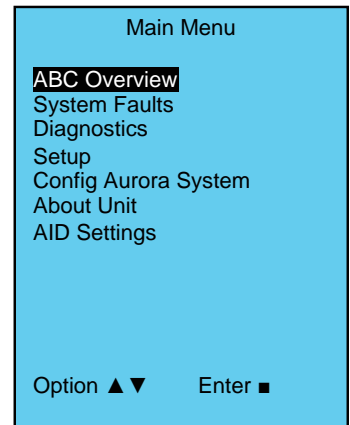 Main Menu
ABC Overview
System Faults
Diagnostics
Setup
Config Aurora System
About Unit
AID Settings
Option ▲▼ Enter ■